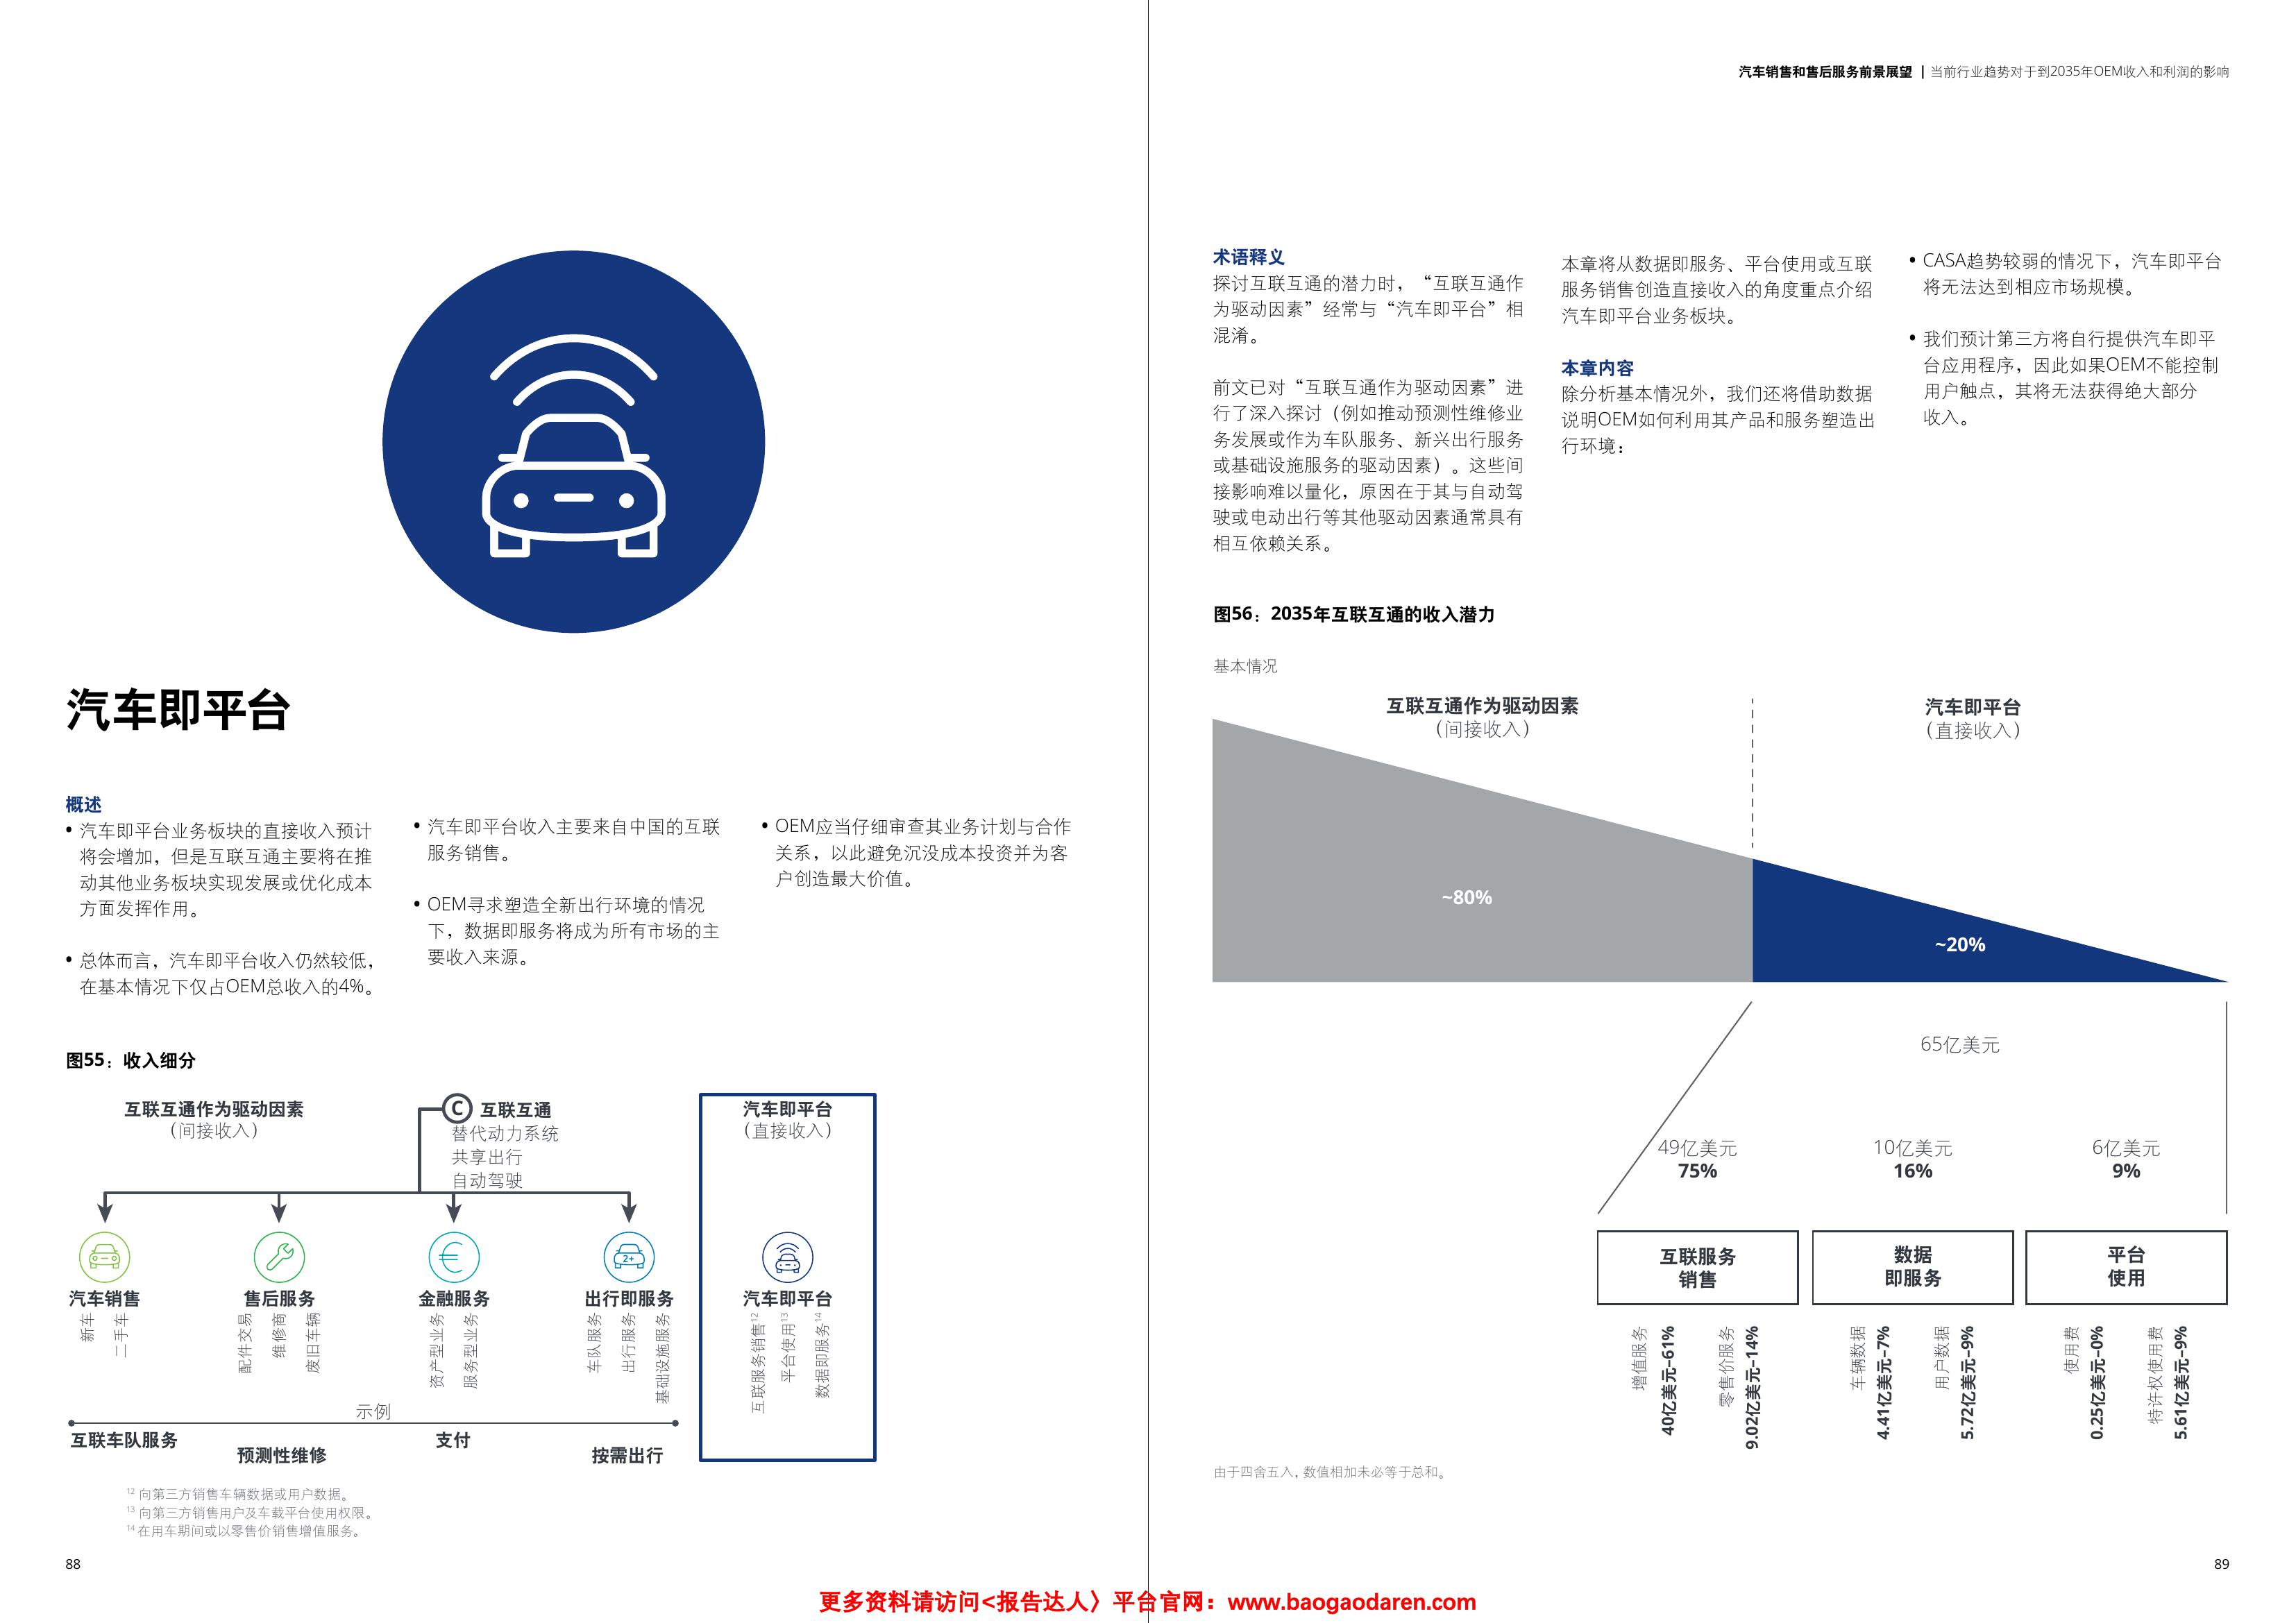 汽车销售和售后服务前景展望 | 当前行业趋势对于到2035年OEM收入和利润的影响
汽车即平台
概述
• 汽车即平台业务板块的直接收入预计
将会增加，但是互联互通主要将在推
动其他业务板块实现发展或优化成本
方面发挥作用。
• 总体而言，汽车即平台收入仍然较低，
在基本情况下仅占OEM总收入的4%。
• 汽车即平台收入主要来自中国的互联
服务销售。
• OEM寻求塑造全新出行环境的情况
下，数据即服务将成为所有市场的主
要收入来源。
• OEM应当仔细审查其业务计划与合作
关系，以此避免沉没成本投资并为客
户创造最大价值。
图55：收入细分
互联互通作为驱动因素
（间接收入）
C 互联互通
替代动力系统
共享出行
自动驾驶
汽车即平台
（直接收入）
2+
汽车销售
新车
二手车
售后服务
配件交易
维修商
废旧车辆
金融服务
资产型业务
服务型业务
出行即服务
车队服务
出行服务
基础设施服务
汽车即平台
互联服务销售12
平台使用13
数据即服务14
示例
互联车队服务
预测性维修
支付
按需出行
12 向第三方销售车辆数据或用户数据。
13 向第三方销售用户及车载平台使用权限。
14 在用车期间或以零售价销售增值服务。
88
术语释义
探讨互联互通的潜力时，“互联互通作
为驱动因素”经常与“汽车即平台”相
混淆。
前文已对“互联互通作为驱动因素”进
行了深入探讨（例如推动预测性维修业
务发展或作为车队服务、新兴出行服务
或基础设施服务的驱动因素）。这些间
接影响难以量化，原因在于其与自动驾
驶或电动出行等其他驱动因素通常具有
相互依赖关系。
本章将从数据即服务、平台使用或互联
服务销售创造直接收入的角度重点介绍
汽车即平台业务板块。
本章内容
除分析基本情况外，我们还将借助数据
说明OEM如何利用其产品和服务塑造出
行环境：
• CASA趋势较弱的情况下，汽车即平台
将无法达到相应市场规模。
• 我们预计第三方将自行提供汽车即平
台应用程序，因此如果OEM不能控制
用户触点，其将无法获得绝大部分
收入。
图56：2035年互联互通的收入潜力
基本情况
互联互通作为驱动因素
（间接收入）
汽车即平台
（直接收入）
~80%
~20%
65亿美元
49亿美元
75%
10亿美元
16%
6亿美元
9%
互联服务
销售
数据
即服务
平台
使用
增值服务
40亿美元–61%
零售价服务
9.02亿美元–14%
车辆数据
4.41亿美元–7%
用户数据
5.72亿美元–9%
使用费
0.25亿美元–0%
特许权使用费
5.61亿美元–9%
由于四舍五入，数值相加未必等于总和。
89
更多资料请访问<报告达人〉平台官网：www.baogaodaren.com